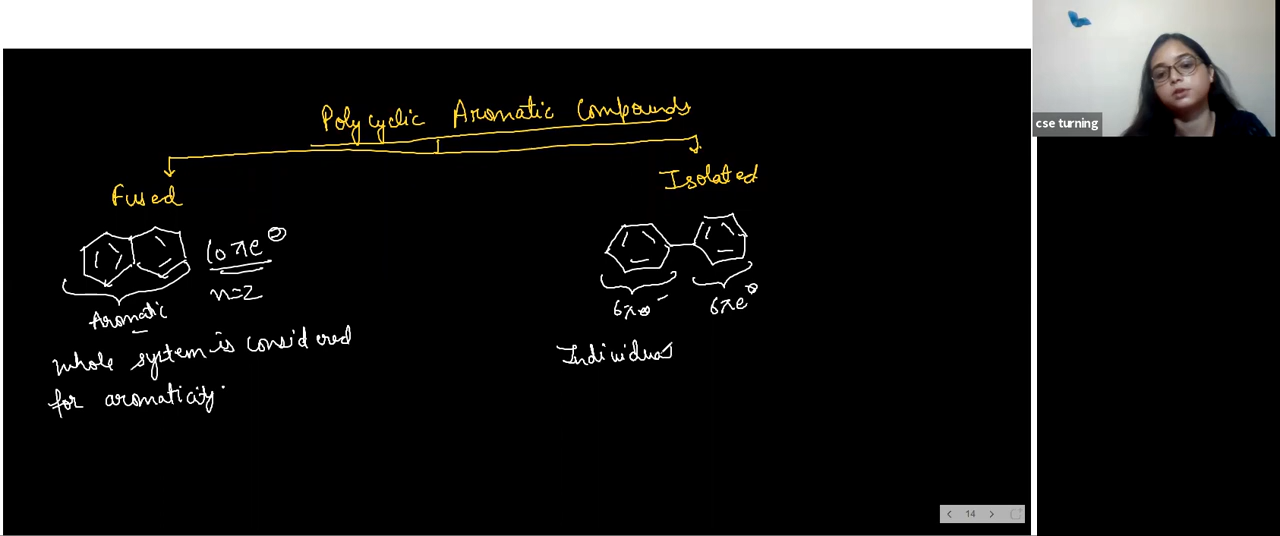 Polycyclic Aromatic Compounds
Fused
Isolated
10πe⊖
n=2
Aromatic
6πe⊖
6πe⊖
whole system is considered
for aromaticity.
Individual
cse turning
14